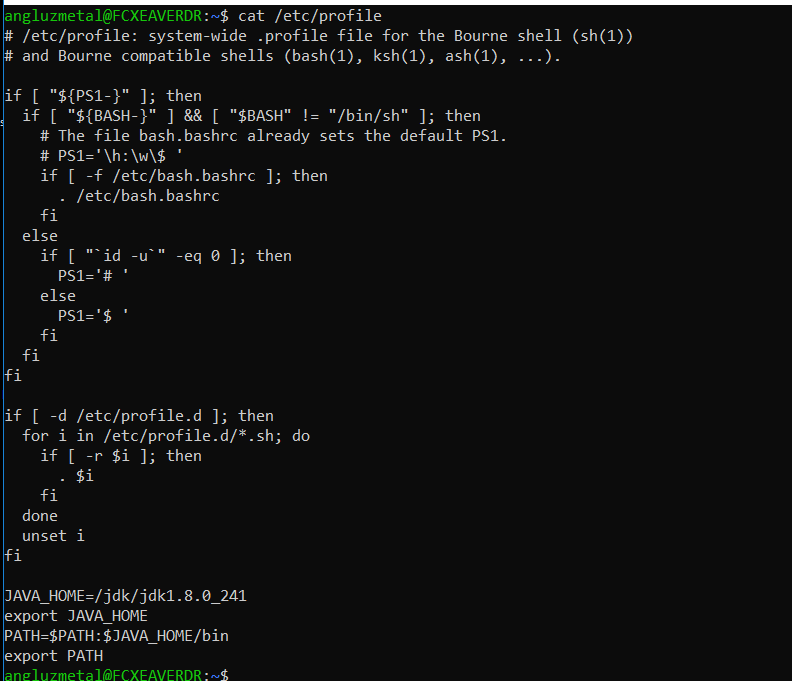 angluzmetal@FCXEAVERDR:~$ cat /etc/profile
# /etc/profile: system-wide .profile file for the Bourne shell (sh(1))
# and Bourne compatible shells (bash(1), ksh(1), ash(1), ...).

if [ "${PS1-}" ]; then
  if [ "${BASH-}" ] && [ "$BASH" != "/bin/sh" ]; then
    # The file bash.bashrc already sets the default PS1.
    # PS1='\h:\w\$ '
    if [ -f /etc/bash.bashrc ]; then
      . /etc/bash.bashrc
    fi
  else
    if [ "`id -u`" -eq 0 ]; then
      PS1='# '
    else
      PS1='$ '
    fi
  fi
fi

if [ -d /etc/profile.d ]; then
  for i in /etc/profile.d/*.sh; do
    if [ -r $i ]; then
      . $i
    fi
  done
  unset i
fi

JAVA_HOME=/jdk/jdk1.8.0_241
export JAVA_HOME
PATH=$PATH:$JAVA_HOME/bin
export PATH
angluzmetal@FCXEAVERDR:~$